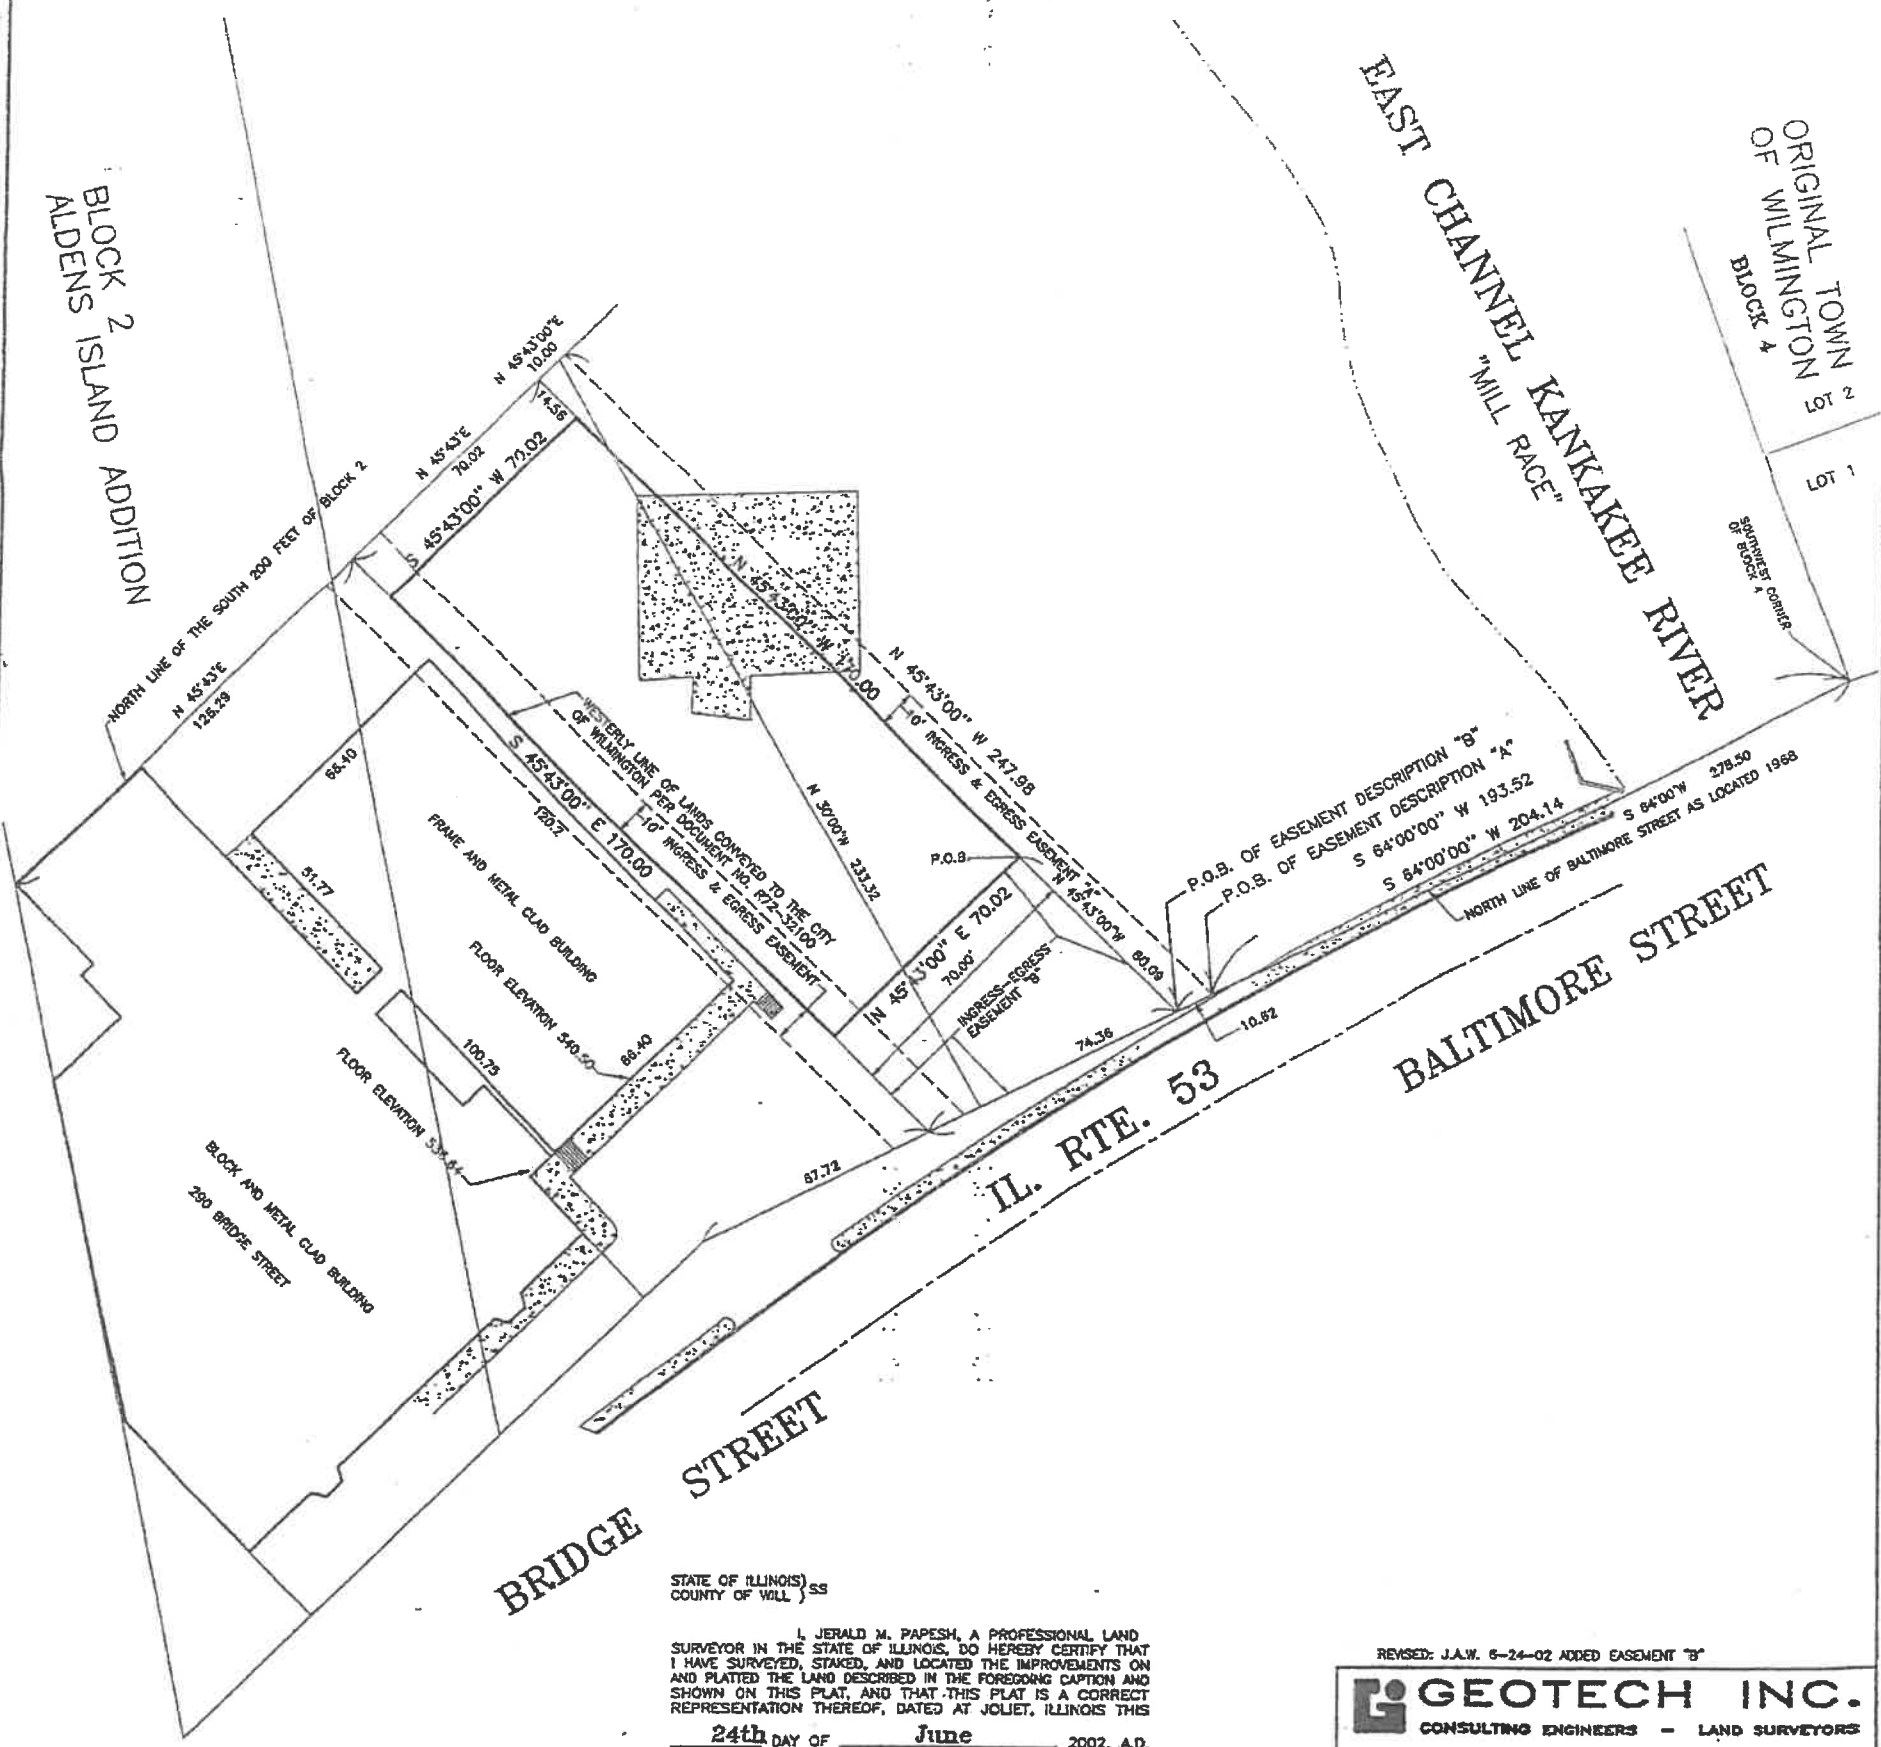 BLOCK 2
ALDENS ISLAND ADDITION
EAST CHANNEL KANKAKEE RIVER
"MILL RACE"
ORIGINAL TOWN
OF WILMINGTON
BLOCK 4
LOT 2
LOT 1
SOUTHWEST CORNER
OF BLOCK 4
N 45°43'00"E
10.00
14.56
N 45°43'E
70.02
S 45°43'00" W 70.02
NORTH LINE OF THE SOUTH 200 FEET OF BLOCK 2
N 45°43'E
N 45°43'00" W 170.00
N 45°43'00" W 247.98
10' INGRESS & EGRESS EASEMENT "A"
WESTERLY LINE OF LANDS CONVEYED TO THE CITY
OF WILMINGTON PER DOCUMENT NO. R72-32100
10' INGRESS & EGRESS EASEMENT
S 45°43'00" E 170.00
120.2
66.40
51.77
FRAME AND METAL CLAD BUILDING
FLOOR ELEVATION 540.50
66.40
100.75
FLOOR ELEVATION
BLOCK AND METAL CLAD BUILDING
290 BRIDGE STREET
N 30°00'W 233.32
P.O.B.
N 45°43'00"W 80.09
IN 45°43'00" E 70.02
70.00'
INGRESS-EGRESS
EASEMENT "B"
74.36
87.72
10.62
P.O.B. OF EASEMENT DESCRIPTION "B"
P.O.B. OF EASEMENT DESCRIPTION "A"
S 64°00'00" W 193.52
S 64°00'00" W 204.14
S 64°00'W 278.50
NORTH LINE OF BALTIMORE STREET AS LOCATED 1968
IL. RTE. 53
BALTIMORE STREET
BRIDGE STREET
STATE OF ILLINOIS)
COUNTY OF WILL ) SS
I, JERALD M. PAPESH, A PROFESSIONAL LAND
SURVEYOR IN THE STATE OF ILLINOIS, DO HEREBY CERTIFY THAT
I HAVE SURVEYED, STAKED, AND LOCATED THE IMPROVEMENTS ON
AND PLATTED THE LAND DESCRIBED IN THE FOREGOING CAPTION AND
SHOWN ON THIS PLAT, AND THAT THIS PLAT IS A CORRECT
REPRESENTATION THEREOF, DATED AT JOLIET, ILLINOIS THIS
24th DAY OF June 2002, A.D.
REVISED: J.A.W. 6-24-02 ADDED EASEMENT "B"
GEOTECH INC.
CONSULTING ENGINEERS - LAND SURVEYORS